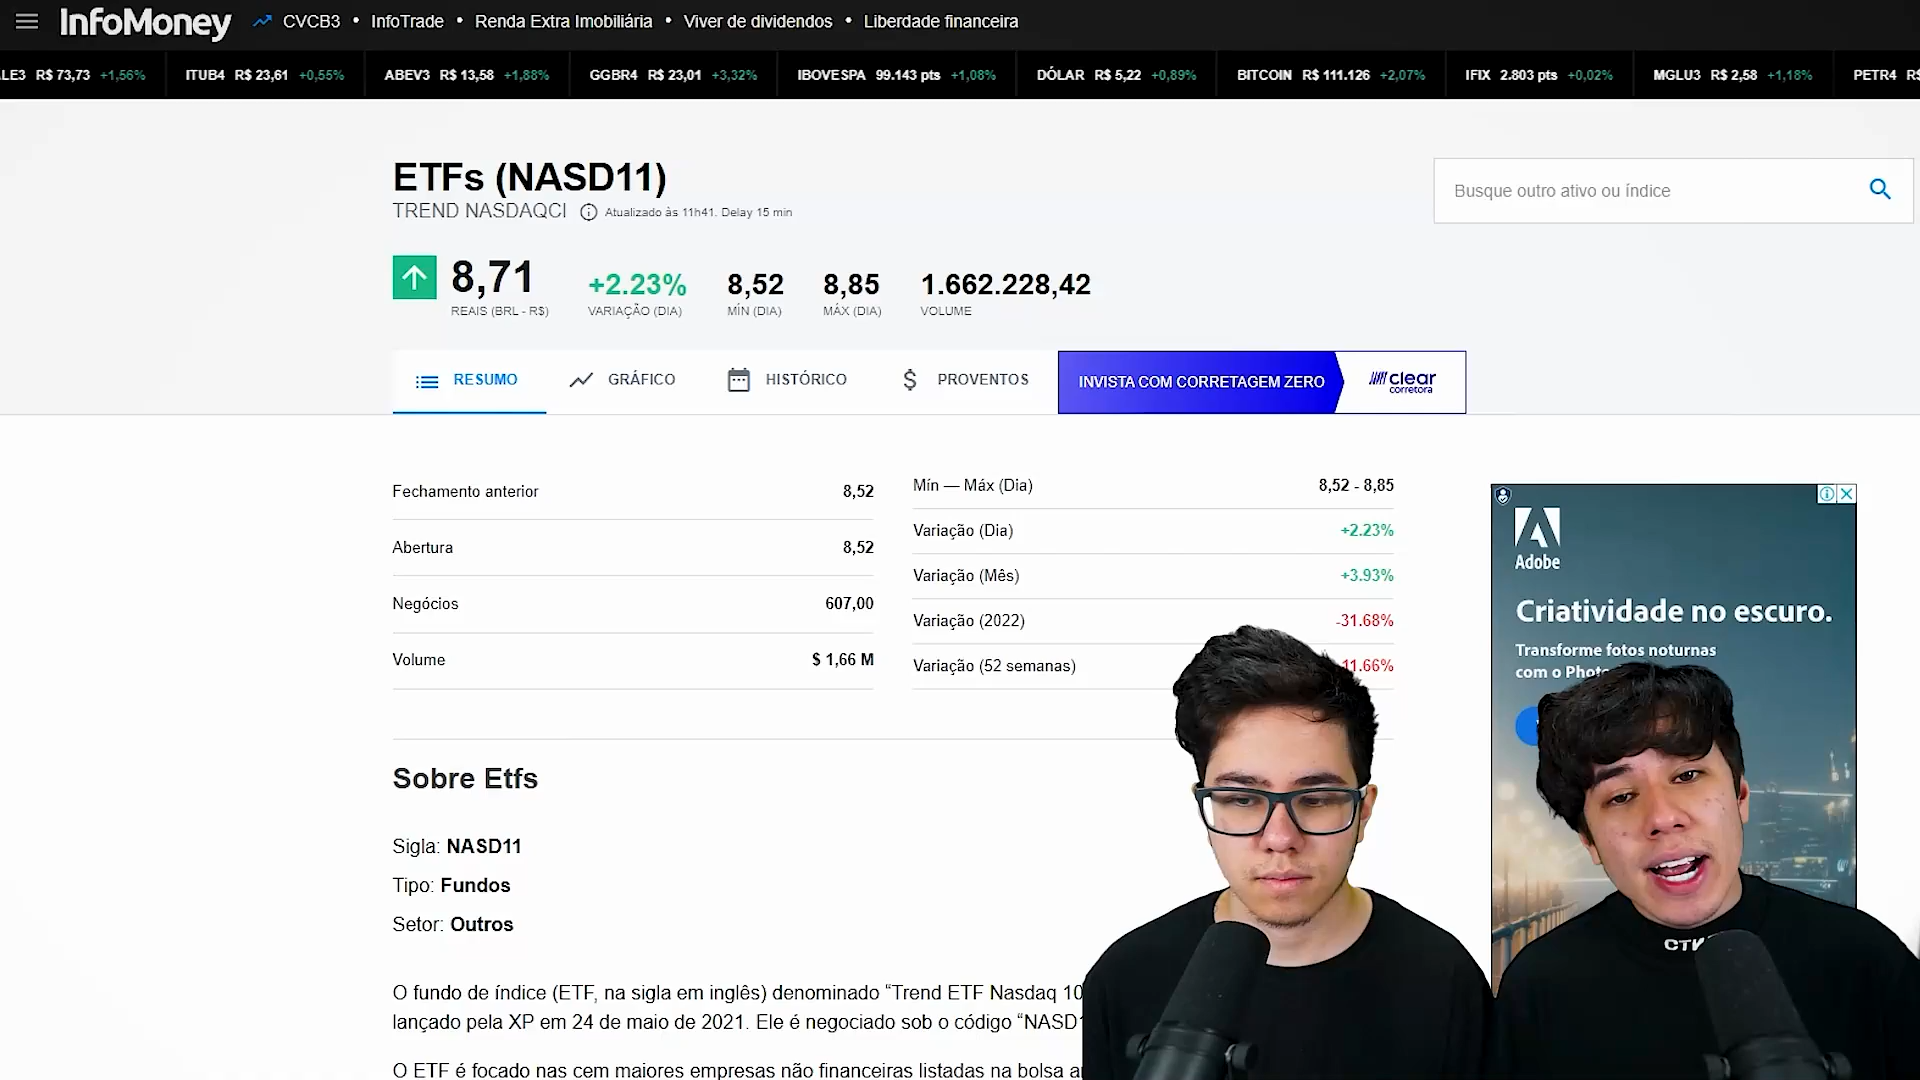 InfoMoney CVCB3 • InfoTrade • Renda Extra Imobiliária • Viver de dividendos • Liberdade financeira
LE3 R$ 73,73 +1,56% ITUB4 R$ 23,61 +0,55% ABEV3 R$ 13,58 +1,88% GGBR4 R$ 23,01 +3,32% IBOVESPA 99.143 pts +1,08% DÓLAR R$ 5,22 +0,89% BITCOIN R$ 111.126 +2,07% IFIX 2.803 pts +0,02% MGLU3 R$ 2,58 +1,18% PETR4 R$
ETFs (NASD11)
TREND NASDAQCI Atualizado às 11h41. Delay 15 min
Busque outro ativo ou índice
8,71 +2.23% 8,52 8,85 1.662.228,42
REAIS (BRL - R$) VARIAÇÃO (DIA) MÍN (DIA) MÁX (DIA) VOLUME
RESUMO GRÁFICO HISTÓRICO PROVENTOS INVISTA COM CORRETAGEM ZERO clear corretora
Fechamento anterior 8,52
Abertura 8,52
Negócios 607,00
Volume $ 1,66 M
Mín — Máx (Dia) 8,52 - 8,85
Variação (Dia) +2.23%
Variação (Mês) +3.93%
Variação (2022) -31.68%
Variação (52 semanas) 11.66%
Adobe
Criatividade no escuro.
Transforme fotos noturnas
com o
Sobre Etfs
Sigla: NASD11
Tipo: Fundos
Setor: Outros
O fundo de índice (ETF, na sigla em inglês) denominado “Trend ETF Nasdaq 10
lançado pela XP em 24 de maio de 2021. Ele é negociado sob o código “NASD1
O ETF é focado nas cem maiores empresas não financeiras listadas na bolsa